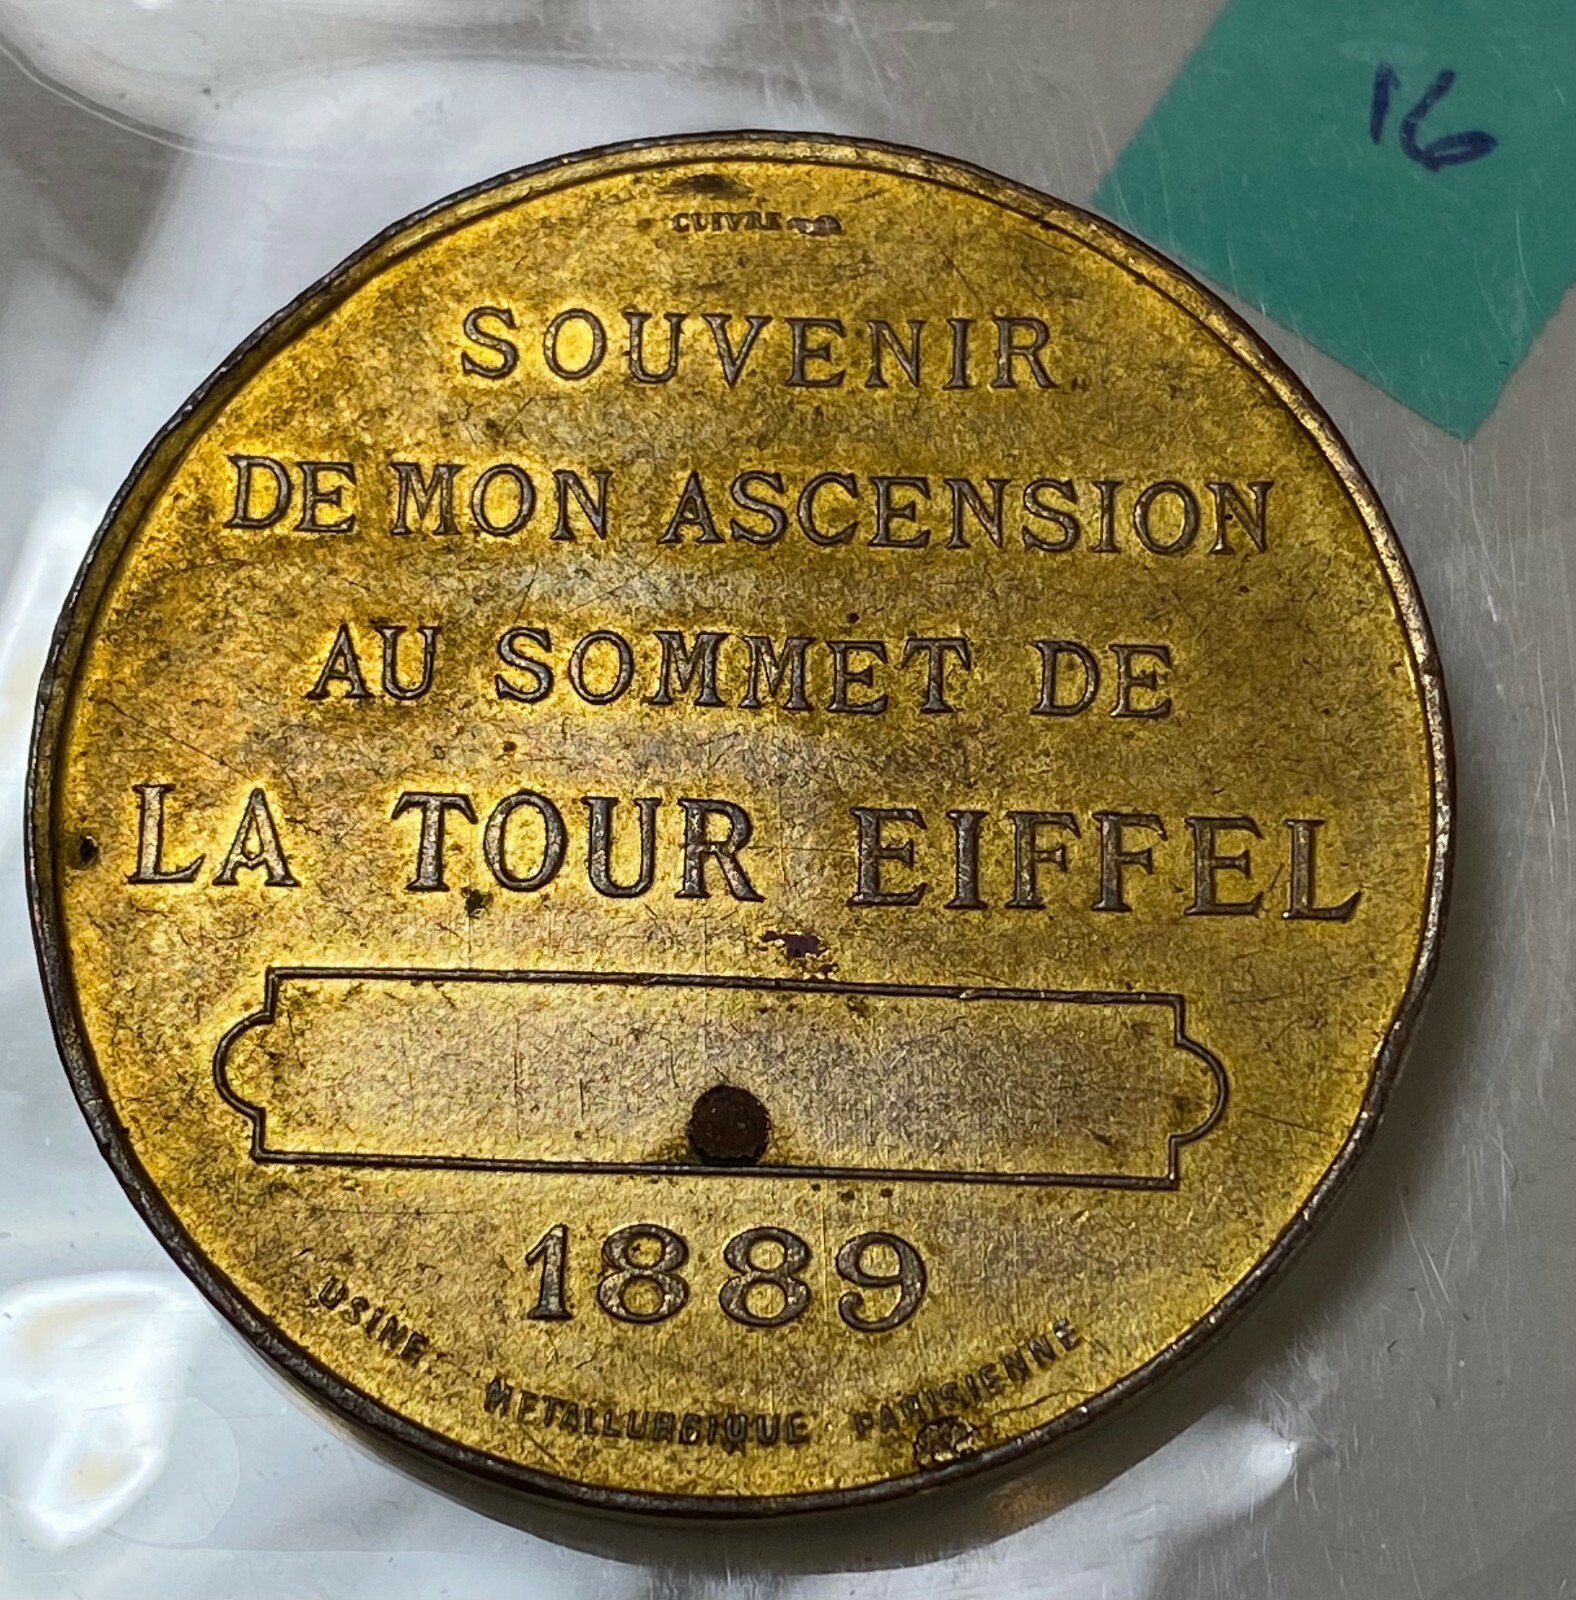 16
CUIVRE
SOUVENIR
DE MON ASCENSION
AU SOMMET DE
LA TOUR EIFFEL
1889
USINE METALLURGIQUE PARISIENNE